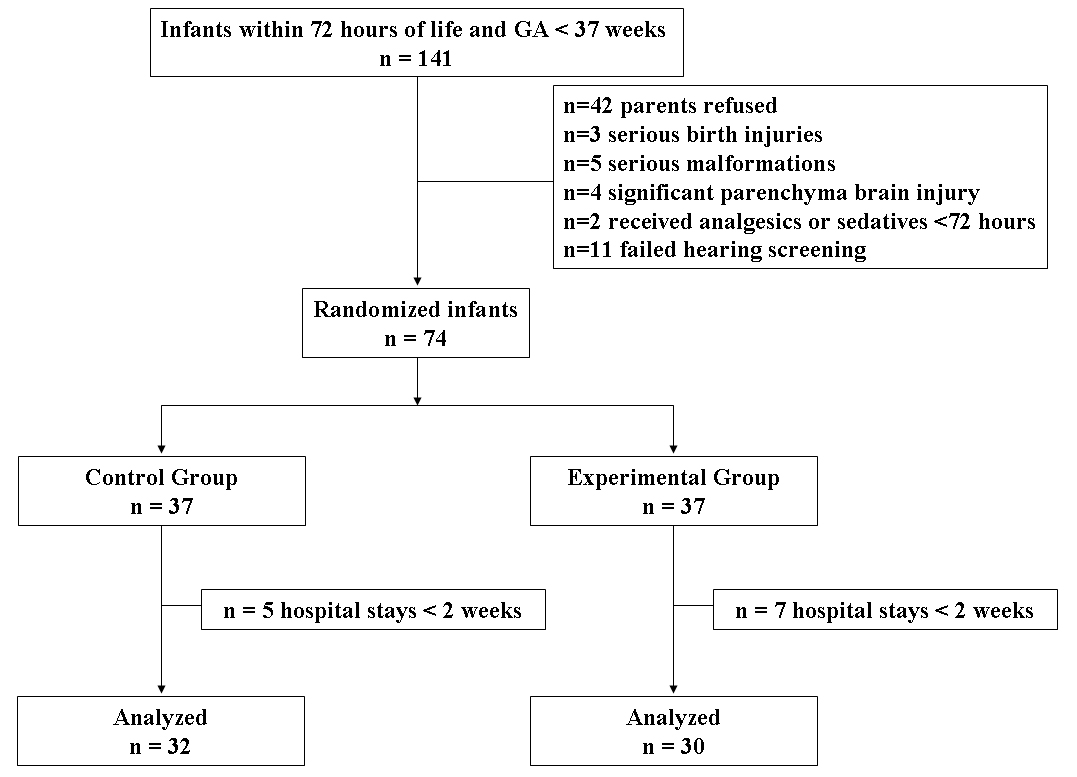 Infants within 72 hours of life and GA < 37 weeks
n = 141
n=42 parents refused
n=3 serious birth injuries
n=5 serious malformations
n=4 significant parenchyma brain injury
n=2 received analgesics or sedatives <72 hours
n=11 failed hearing screening
Randomized infants
n = 74
Control Group
n = 37
Experimental Group
n = 37
n = 5 hospital stays < 2 weeks
n = 7 hospital stays < 2 weeks
Analyzed
n = 32
Analyzed
n = 30